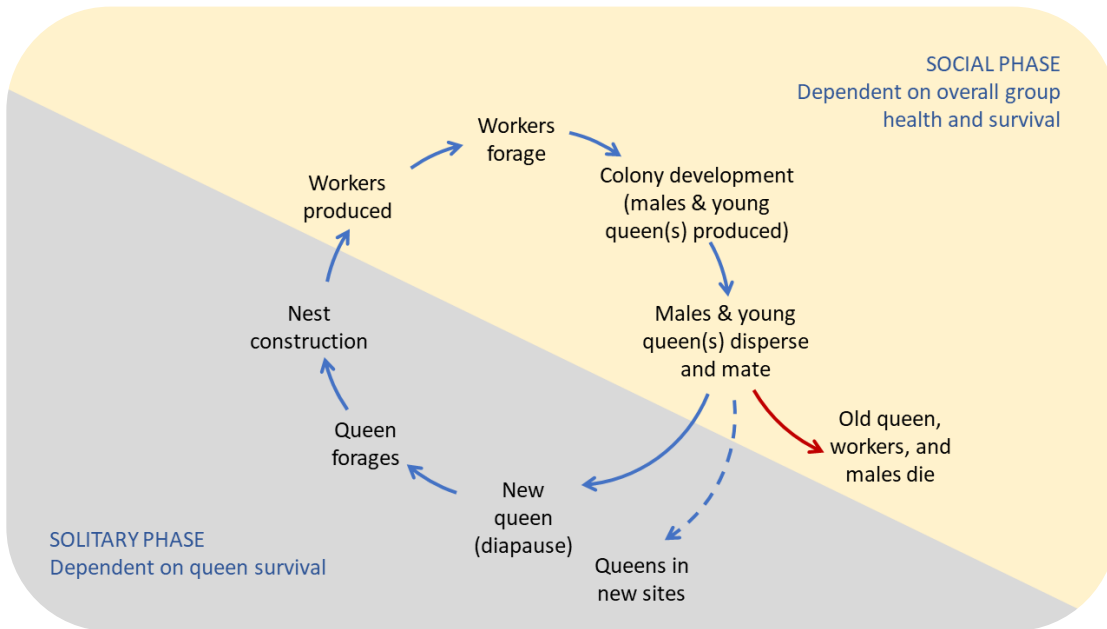 SOCIAL PHASE
Dependent on overall group
health and survival
Workers
forage
Colony development
(males & young
queen(s) produced)
Workers
produced
Males & young
queen(s) disperse
and mate
Nest
construction
Old queen,
workers, and
males die
Queen
forages
New
queen
(diapause)
Queens in
new sites
SOLITARY PHASE
Dependent on queen survival